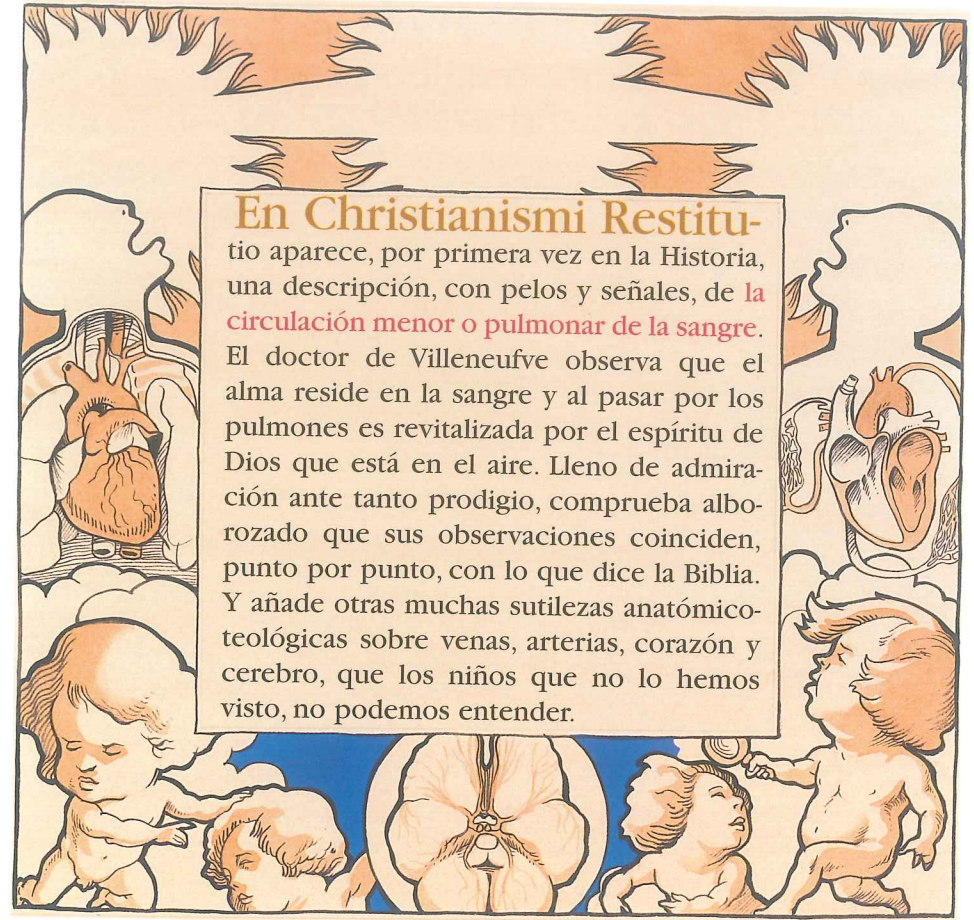 En Christianismi Restitu-
tio aparece, por primera vez en la Historia,
una descripción, con pelos y señales, de la
circulación menor o pulmonar de la sangre.
El doctor de Villeneufve observa que el
alma reside en la sangre y al pasar por los
pulmones es revitalizada por el espíritu de
Dios que está en el aire. Lleno de admira-
ción ante tanto prodigio, comprueba albo-
rozado que sus observaciones coinciden,
punto por punto, con lo que dice la Biblia.
Y añade otras muchas sutilezas anatómico-
teológicas sobre venas, arterias, corazón y
cerebro, que los niños que no lo hemos
visto, no podemos entender.